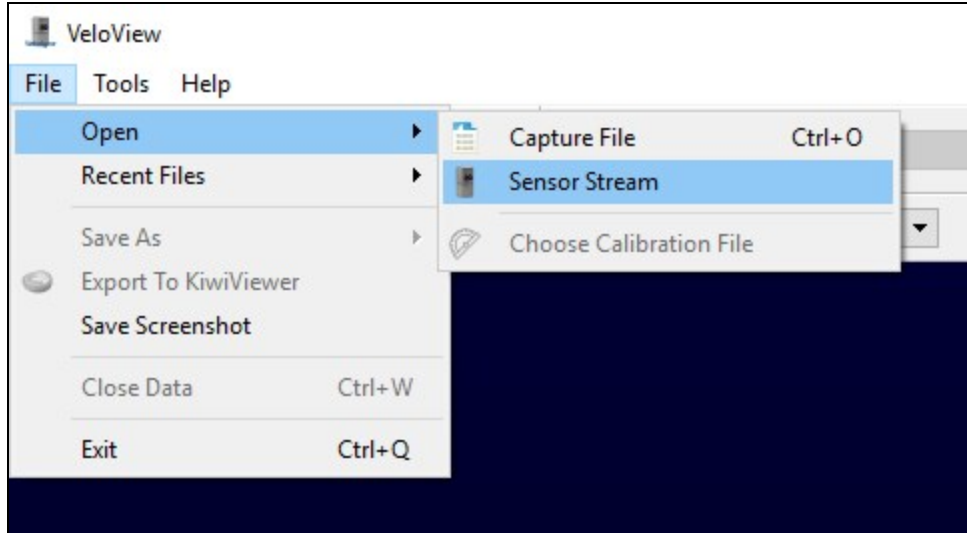 VeloView
File Tools Help
Open
Recent Files
Save As
Export To KiwiViewer
Save Screenshot
Close Data Ctrl+W
Exit Ctrl+Q
Capture File Ctrl+O
Sensor Stream
Choose Calibration File